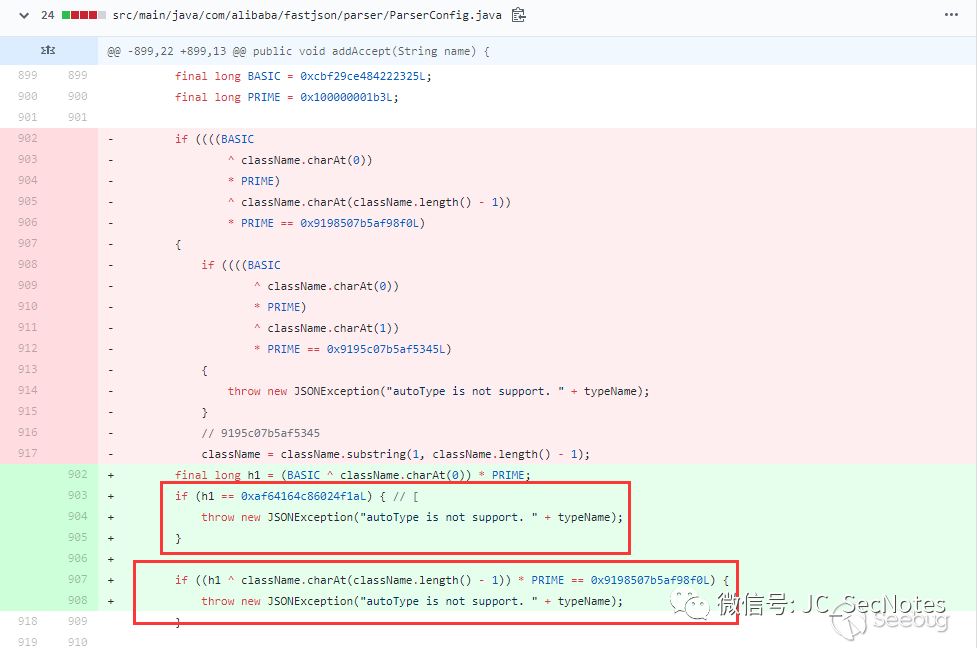 24 src/main/java/com/alibaba/fastjson/parser/ParserConfig.java
@@ -899,22 +899,13 @@ public void addAccept(String name) {
899 899 final long BASIC = 0xcbf29ce484222325L;
900 900 final long PRIME = 0x100000001b3L;
901 901
902 - if ((((BASIC
903 - ^ className.charAt(0))
904 - * PRIME)
905 - ^ className.charAt(className.length() - 1))
906 - * PRIME == 0x9198507b5af98f0L)
907 - {
908 - if ((((BASIC
909 - ^ className.charAt(0))
910 - * PRIME)
911 - ^ className.charAt(1))
912 - * PRIME == 0x9195c07b5af5345L)
913 - {
914 - throw new JSONException("autoType is not support. " + typeName);
915 - }
916 - // 9195c07b5af5345
917 - className = className.substring(1, className.length() - 1);
902 + final long h1 = (BASIC ^ className.charAt(0)) * PRIME;
903 + if (h1 == 0xaf64164c86024f1aL) { // [
904 + throw new JSONException("autoType is not support. " + typeName);
905 + }
906 +
907 + if ((h1 ^ className.charAt(className.length() - 1)) * PRIME == 0x9198507b5af98f0L) {
908 + throw new JSONException("autoType is not support. " + typeName);
918 909 }
919 910
微信号: JC_SecNotes
Seebug